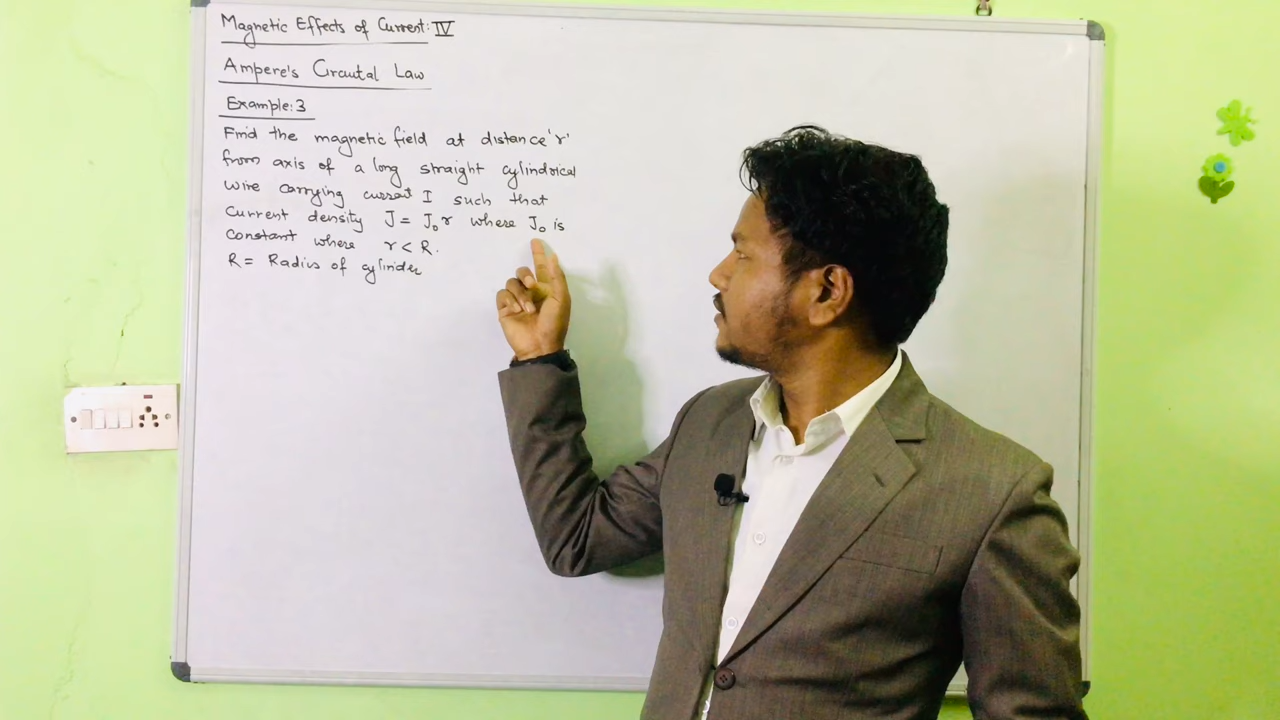 Magnetic Effects of Current: IV
Ampere's Circuital Law
Example: 3
Find the magnetic field at distance 'r'
from axis of a long straight cylindrical
wire carrying current I such that
current density J = J₀r where J₀ is
constant where r < R.
R = Radius of cylinder